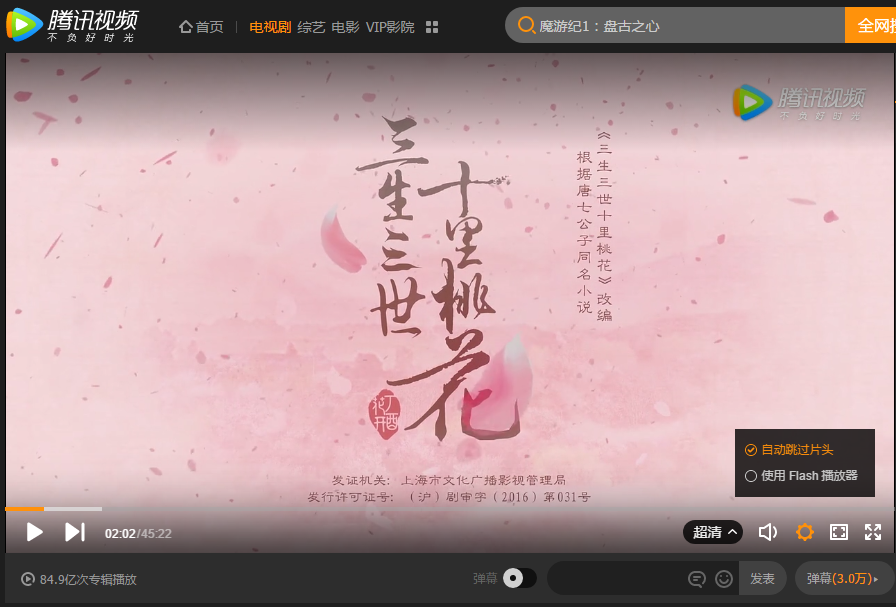 腾讯视频
不负好时光
首页 电视剧 综艺 电影 VIP影院
魔游纪1：盘古之心
全网搜
腾讯视频
不负好时光
三生三世
十里桃花
《三生三世十里桃花》改编
根据唐七公子同名小说
发证机关：上海市文化广播影视管理局
发行许可证号：（沪）剧审字（2016）第031号
自动跳过片头
使用 Flash 播放器
02:02/45:22
超清
84.9亿次专辑播放
弹幕
发表
弹幕(3.0万)